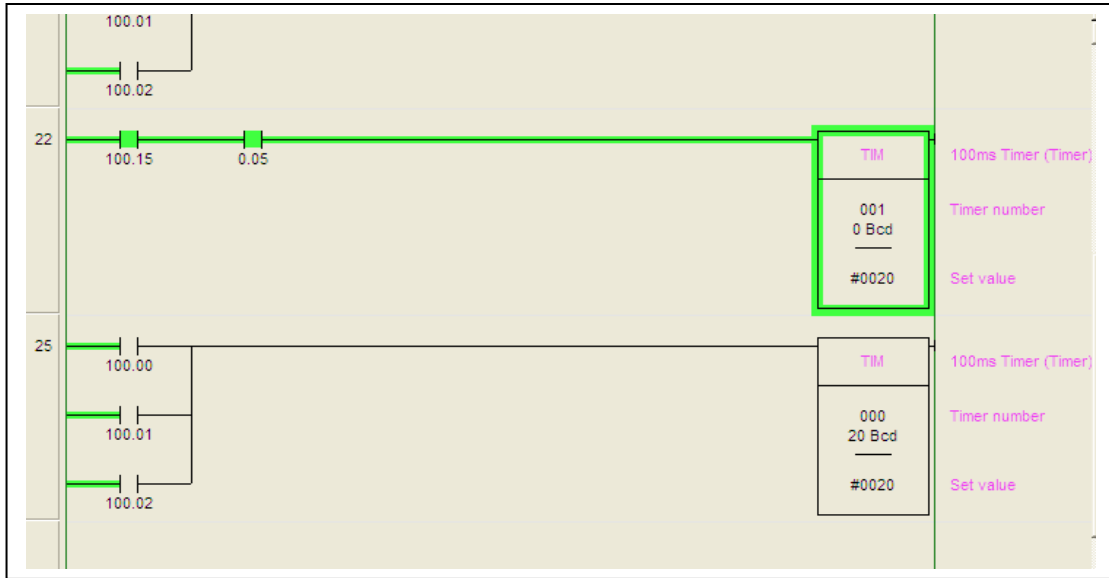 100.01
100.02
22
100.15 0.05 TIM 100ms Timer (Timer)
001 Timer number
0 Bcd
#0020 Set value
25
100.00 TIM 100ms Timer (Timer)
100.01 000 Timer number
20 Bcd
100.02 #0020 Set value